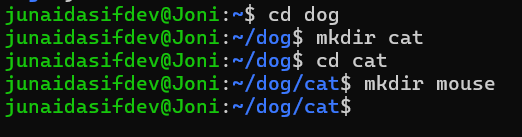 junaidasifdev@Joni:~$ cd dog
junaidasifdev@Joni:~/dog$ mkdir cat
junaidasifdev@Joni:~/dog$ cd cat
junaidasifdev@Joni:~/dog/cat$ mkdir mouse
junaidasifdev@Joni:~/dog/cat$